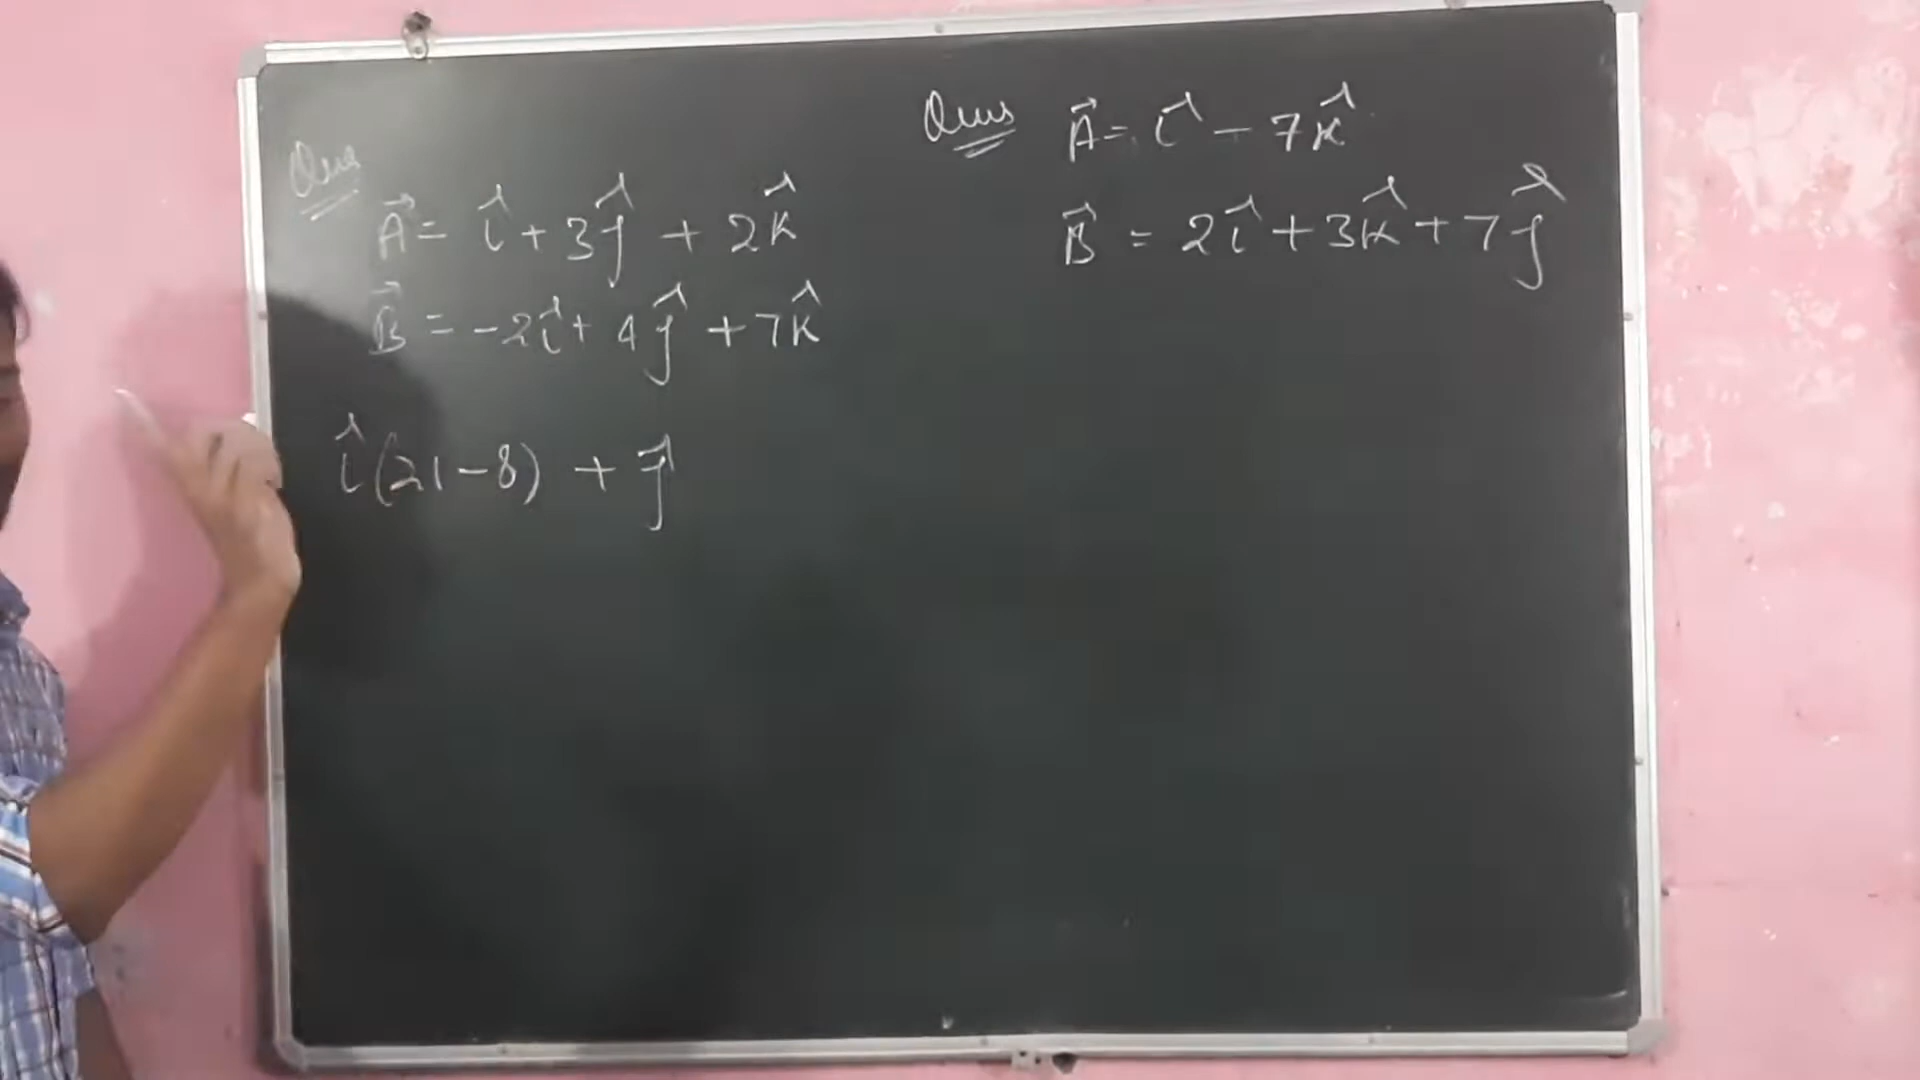 Ques
A⃗ = î + 3ĵ + 2k̂
B⃗ = -2î + 4ĵ + 7k̂
î(21-8) + ĵ
Ques A⃗ = î - 7k̂
B⃗ = 2î + 3k̂ + 7ĵ